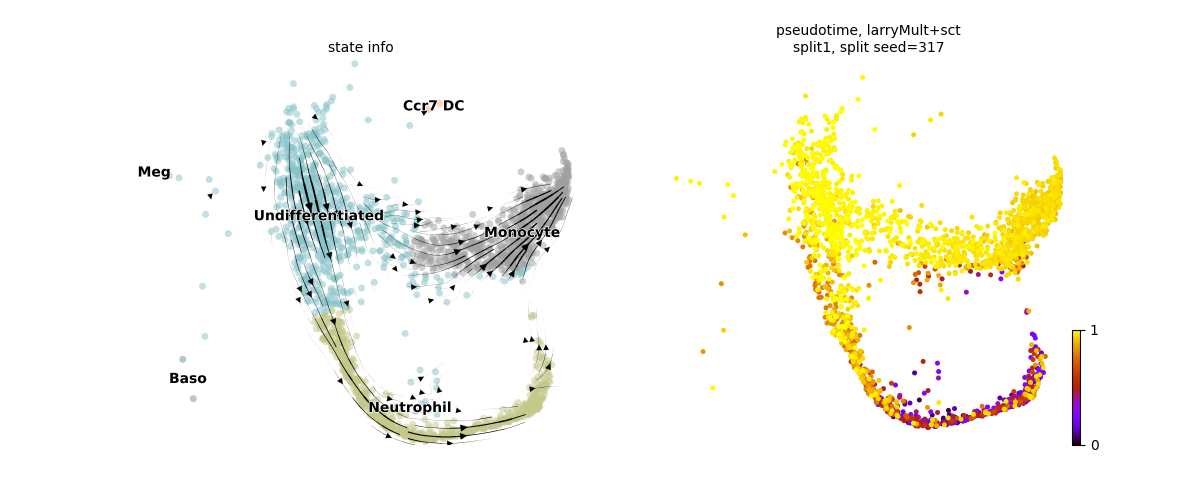 state info
pseudotime, larryMult+sct
split1, split seed=317
Ccr7 DC
Meg
Undifferentiated
Monocyte
Baso
Neutrophil
1
0